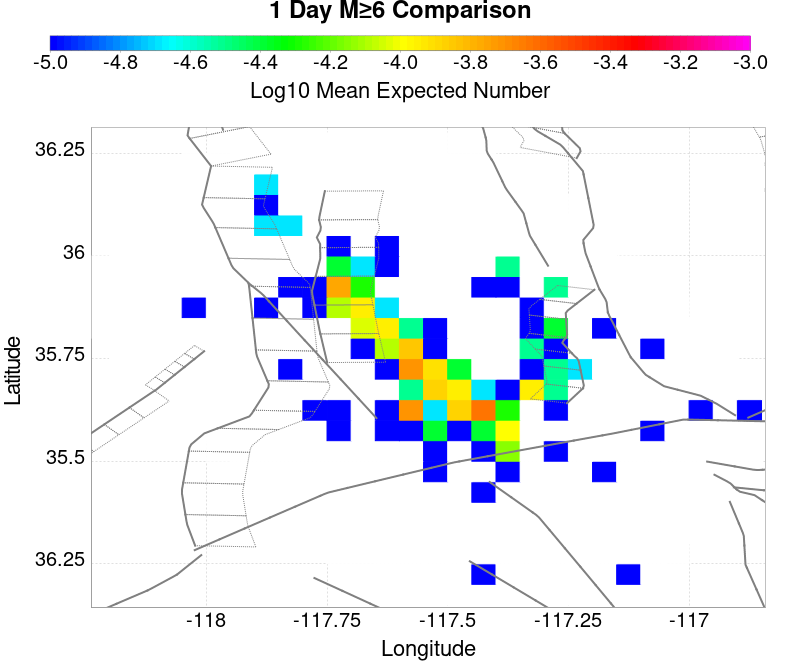 1 Day M≥6 Comparison
-5.0 -4.8 -4.6 -4.4 -4.2 -4.0 -3.8 -3.6 -3.4 -3.2 -3.0
Log10 Mean Expected Number
36.25
36
35.75
35.5
36.25
Latitude
-118 -117.75 -117.5 -117.25 -117
Longitude